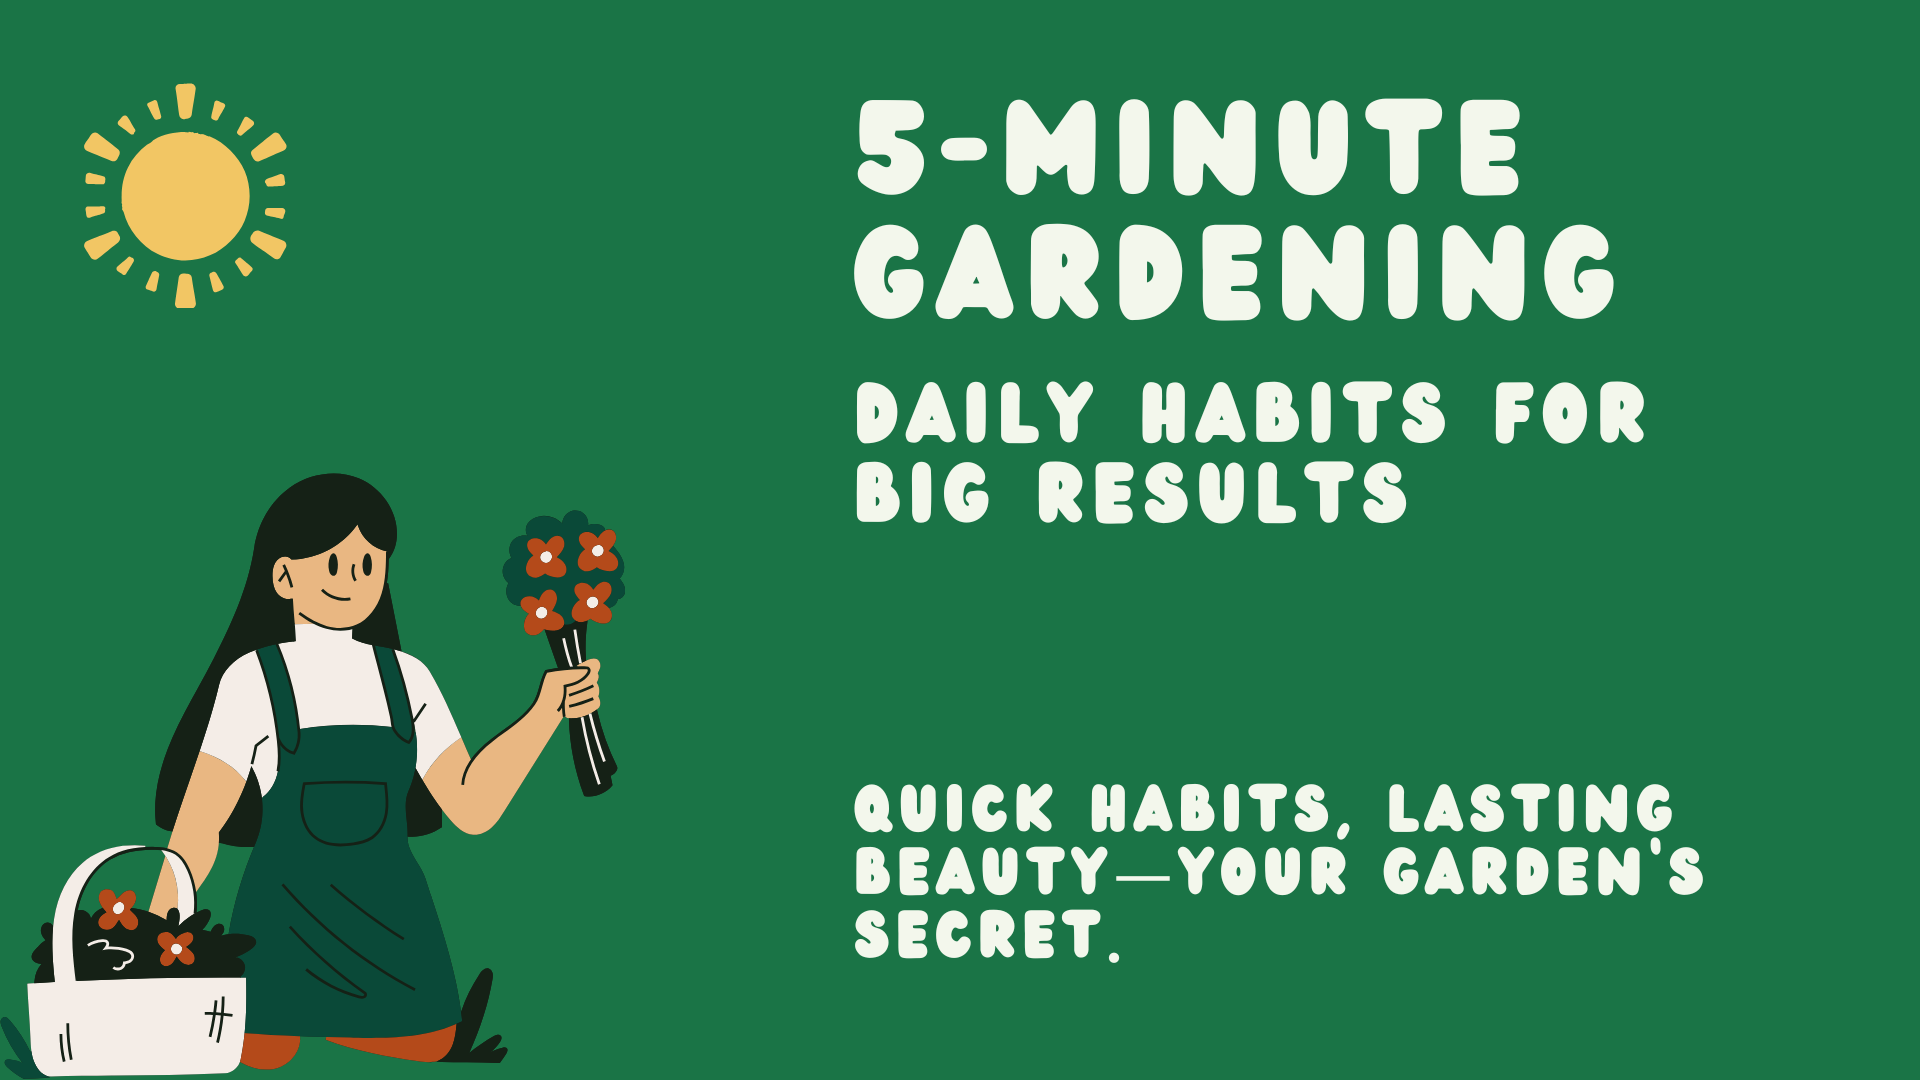 5-MINUTE
GARDENING
DAILY HABITS FOR
BIG RESULTS
QUICK HABITS, LASTING
BEAUTY—YOUR GARDEN'S
SECRET.